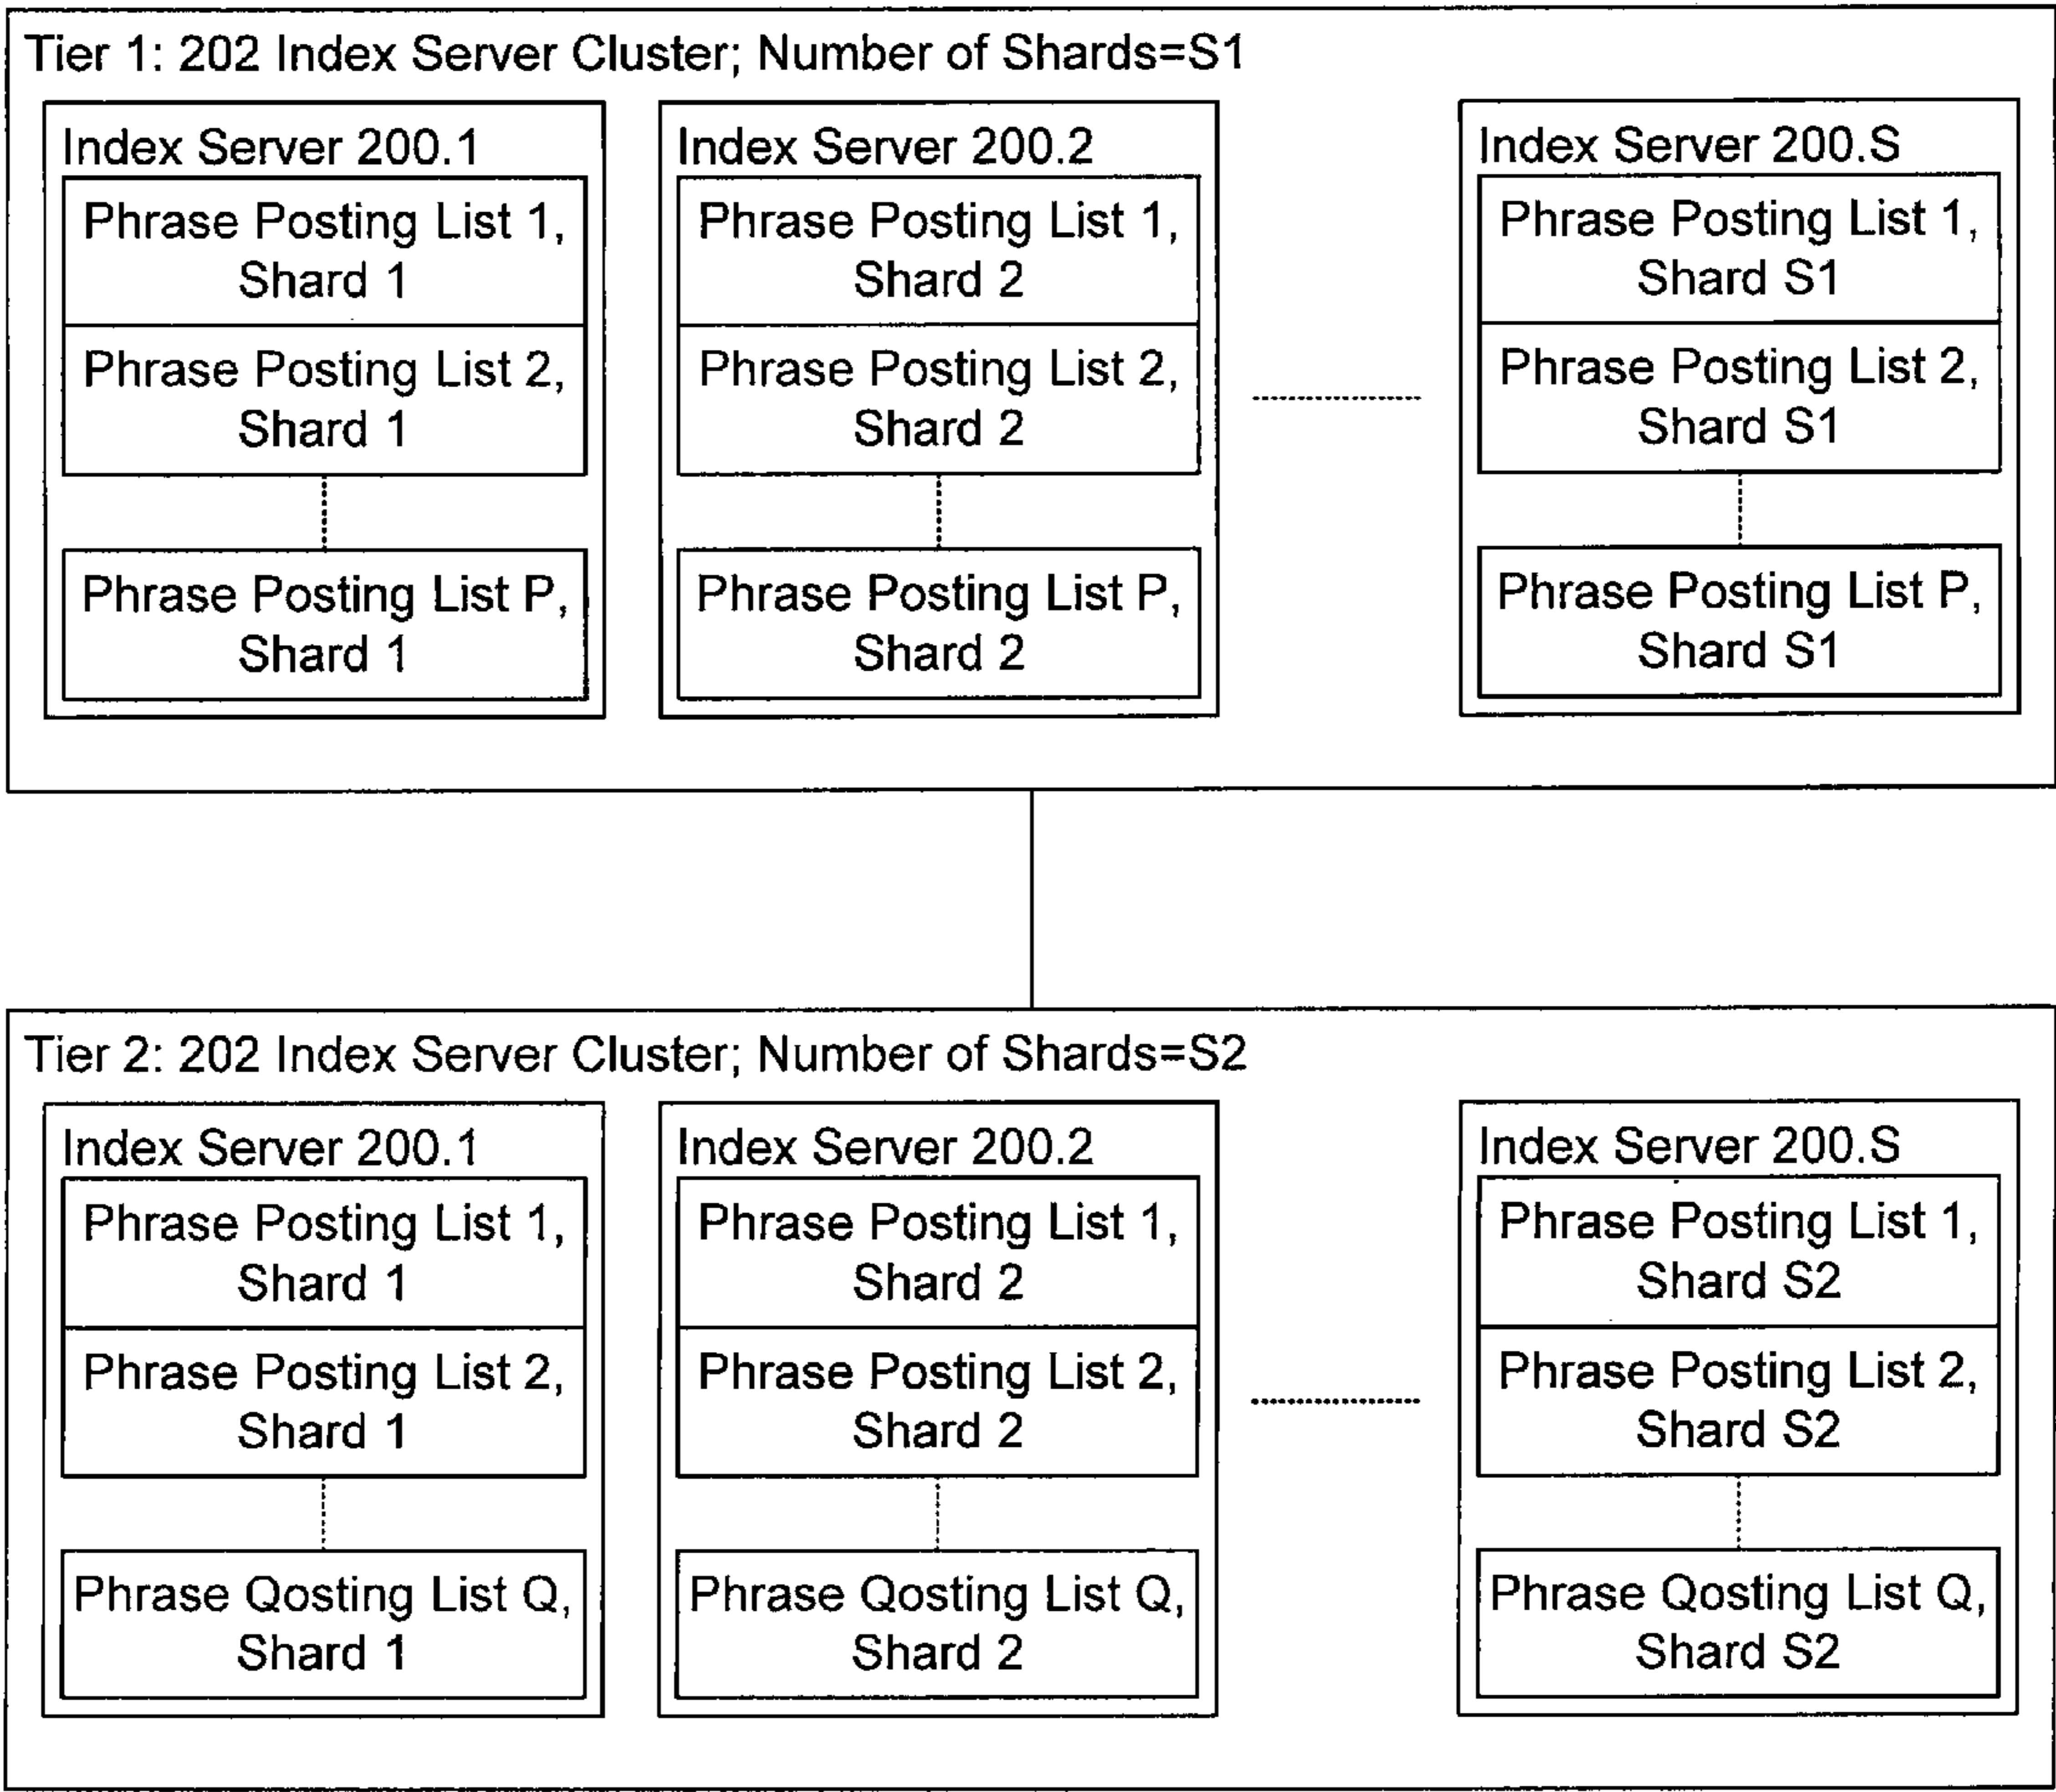 Tier 1: 202 Index Server Cluster; Number of Shards=S1
Index Server 200.1
Phrase Posting List 1,
Shard 1
Phrase Posting List 2,
Shard 1
Phrase Posting List P,
Shard 1
Index Server 200.2
Phrase Posting List 1,
Shard 2
Phrase Posting List 2,
Shard 2
Phrase Posting List P,
Shard 2
Index Server 200.S
Phrase Posting List 1,
Shard S1
Phrase Posting List 2,
Shard S1
Phrase Posting List P,
Shard S1
Tier 2: 202 Index Server Cluster; Number of Shards=S2
Index Server 200.1
Phrase Posting List 1,
Shard 1
Phrase Posting List 2,
Shard 1
Phrase Qosting List Q,
Shard 1
Index Server 200.2
Phrase Posting List 1,
Shard 2
Phrase Posting List 2,
Shard 2
Phrase Qosting List Q,
Shard 2
Index Server 200.S
Phrase Posting List 1,
Shard S2
Phrase Posting List 2,
Shard S2
Phrase Qosting List Q,
Shard S2